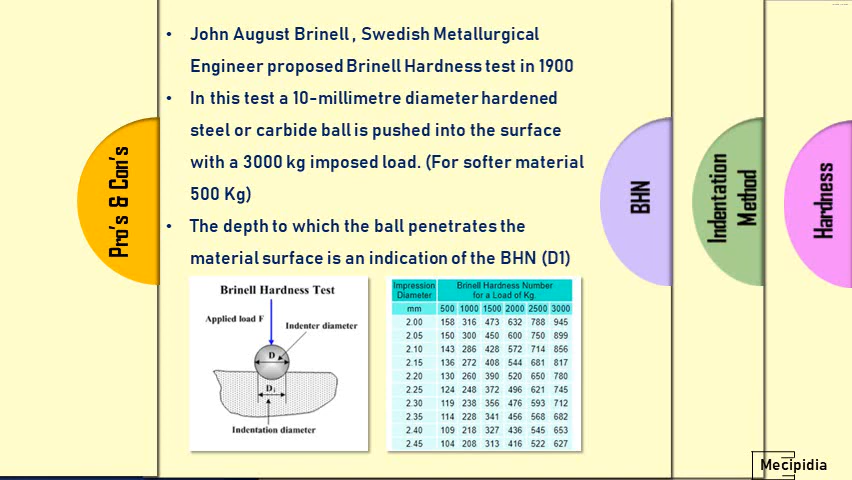 • John August Brinell , Swedish Metallurgical
Engineer proposed Brinell Hardness test in 1900
• In this test a 10-millimetre diameter hardened
steel or carbide ball is pushed into the surface
with a 3000 kg imposed load. (For softer material
500 Kg)
• The depth to which the ball penetrates the
material surface is an indication of the BHN (D1)
Pro's & Con's
BHN
Indentation
Method
Hardness
Brinell Hardness Test
Applied load F
Indenter diameter
D
D₁
Indentation diameter
Impression Diameter Brinell Hardness Number for a Load of Kg.
mm 500 1000 1500 2000 2500 3000
2.00 158 316 473 632 788 945
2.05 150 300 450 600 750 899
2.10 143 286 428 572 714 856
2.15 136 272 408 544 681 817
2.20 130 260 390 520 650 780
2.25 124 248 372 496 621 745
2.30 119 238 356 476 593 712
2.35 114 228 341 456 568 682
2.40 109 218 327 436 545 653
2.45 104 208 313 416 522 627
Mecipidia